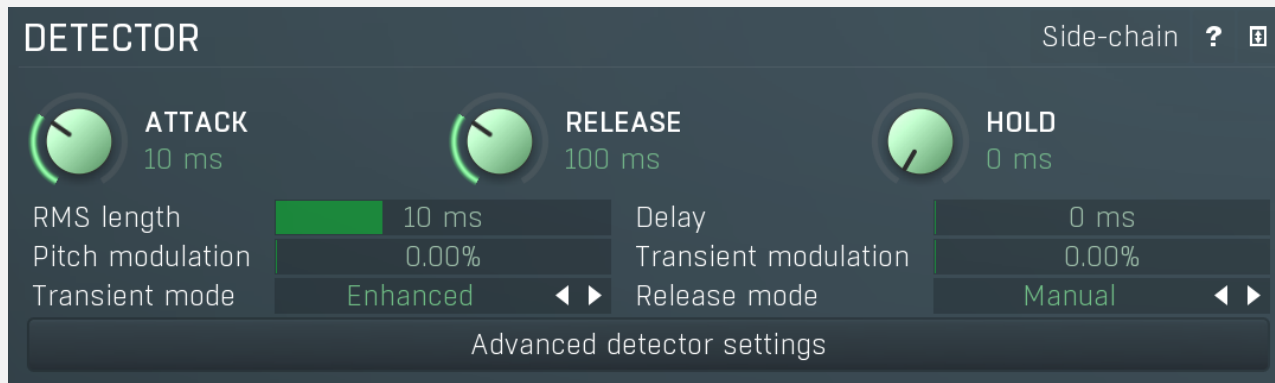 DETECTOR Side-chain ?
ATTACK RELEASE HOLD
10 ms 100 ms 0 ms
RMS length 10 ms Delay 0 ms
Pitch modulation 0.00% Transient modulation 0.00%
Transient mode Enhanced Release mode Manual
Advanced detector settings